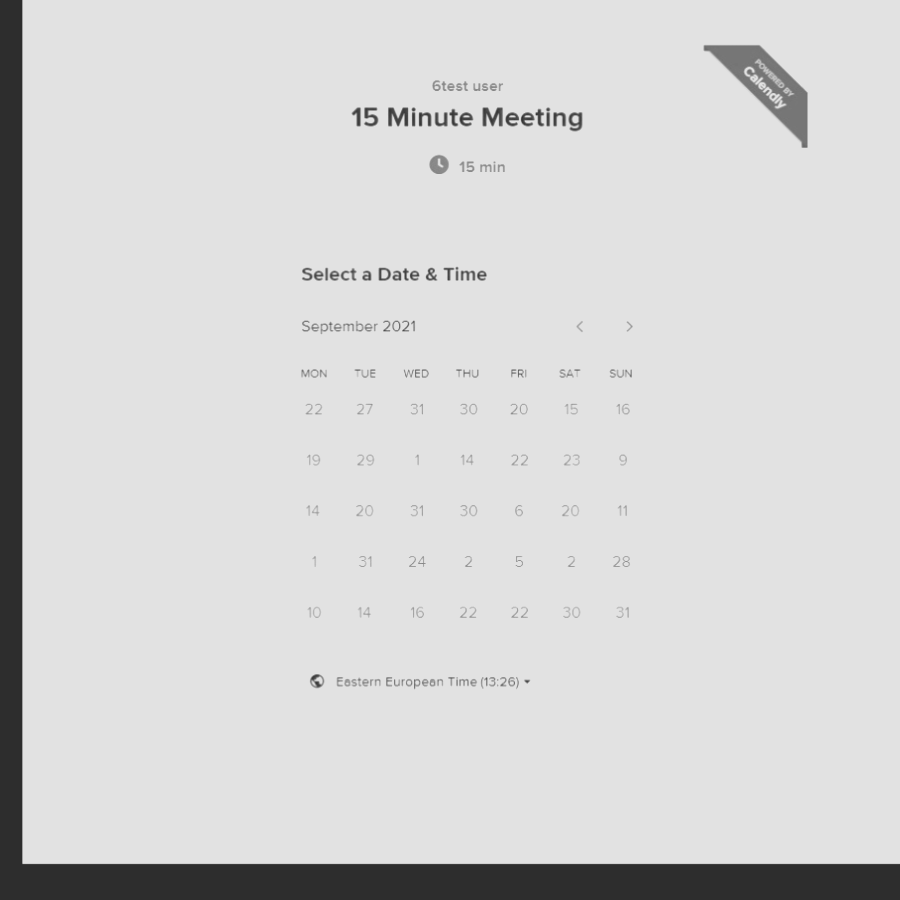 6test user
15 Minute Meeting
15 min
POWERED BY
Calendly
Select a Date & Time
September 2021
MON TUE WED THU FRI SAT SUN
22 27 31 30 20 15 16
19 29 1 14 22 23 9
14 20 31 30 6 20 11
1 31 24 2 5 2 28
10 14 16 22 22 30 31
Eastern European Time (13:26)